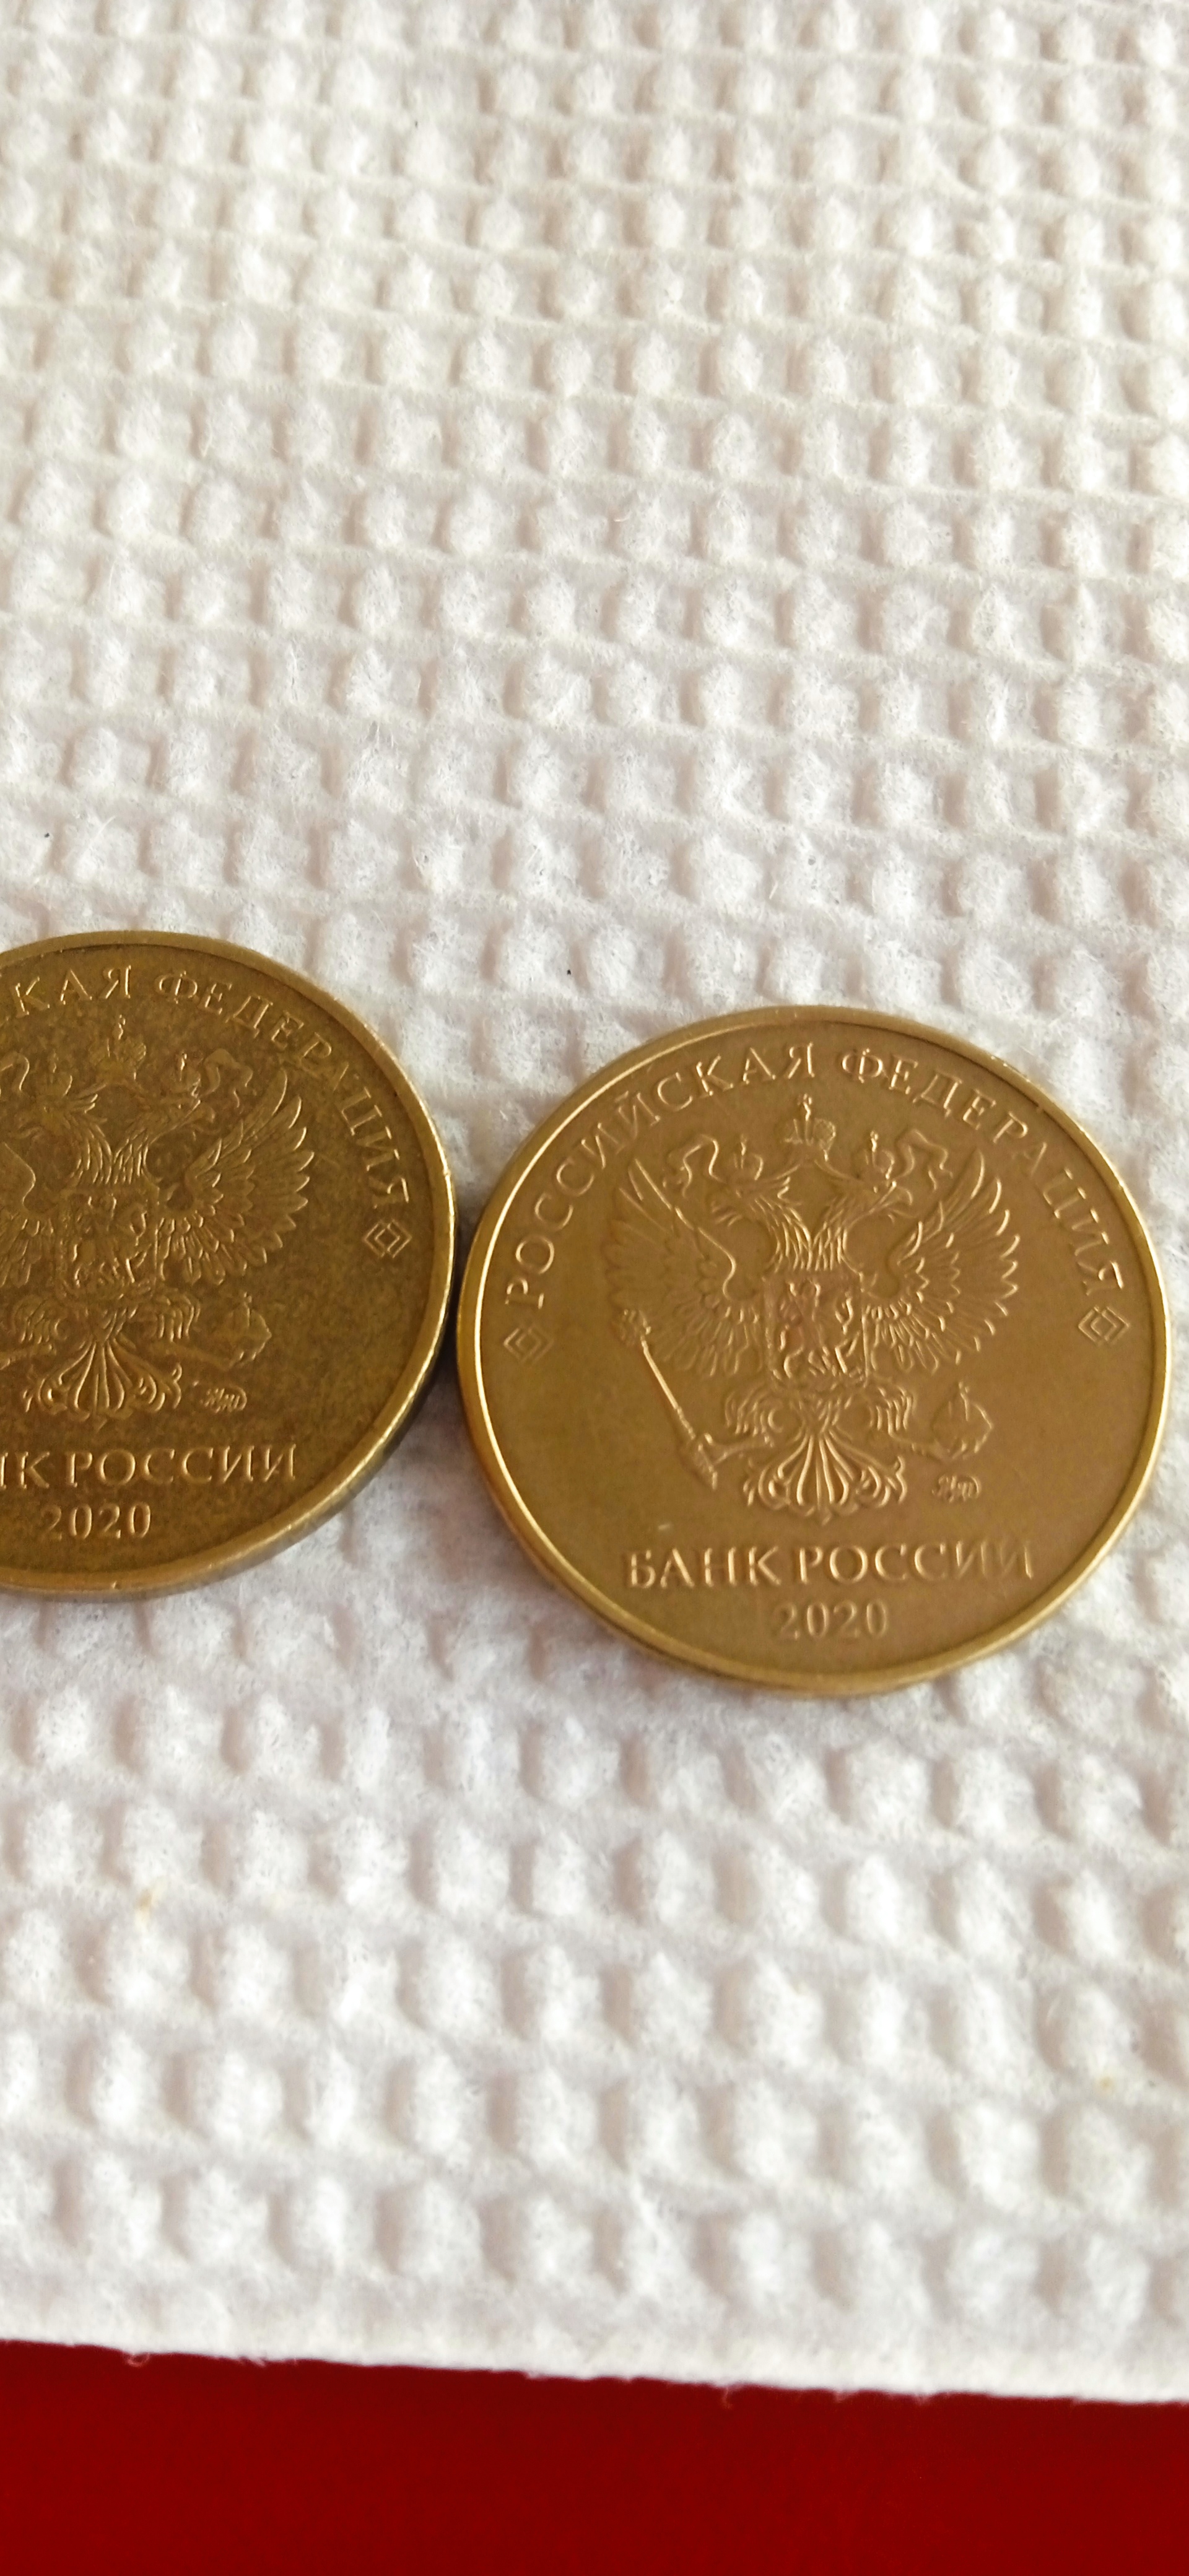 КАЯ ФЕДЕРАЦИЯ
НК РОССИИ
2020
РОССИЙСКАЯ ФЕДЕРАЦИЯ
БАНК РОССИИ
2020